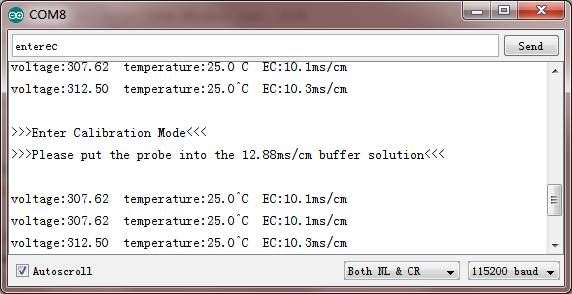 COM8
enterec
Send
voltage:307.62  temperature:25.0^C  EC:10.1ms/cm
voltage:312.50  temperature:25.0^C  EC:10.3ms/cm
>>>Enter Calibration Mode<<<
>>>Please put the probe into the 12.88ms/cm buffer solution<<<
voltage:307.62  temperature:25.0^C  EC:10.1ms/cm
voltage:307.62  temperature:25.0^C  EC:10.1ms/cm
voltage:312.50  temperature:25.0^C  EC:10.3ms/cm
Autoscroll
Both NL & CR
115200 baud